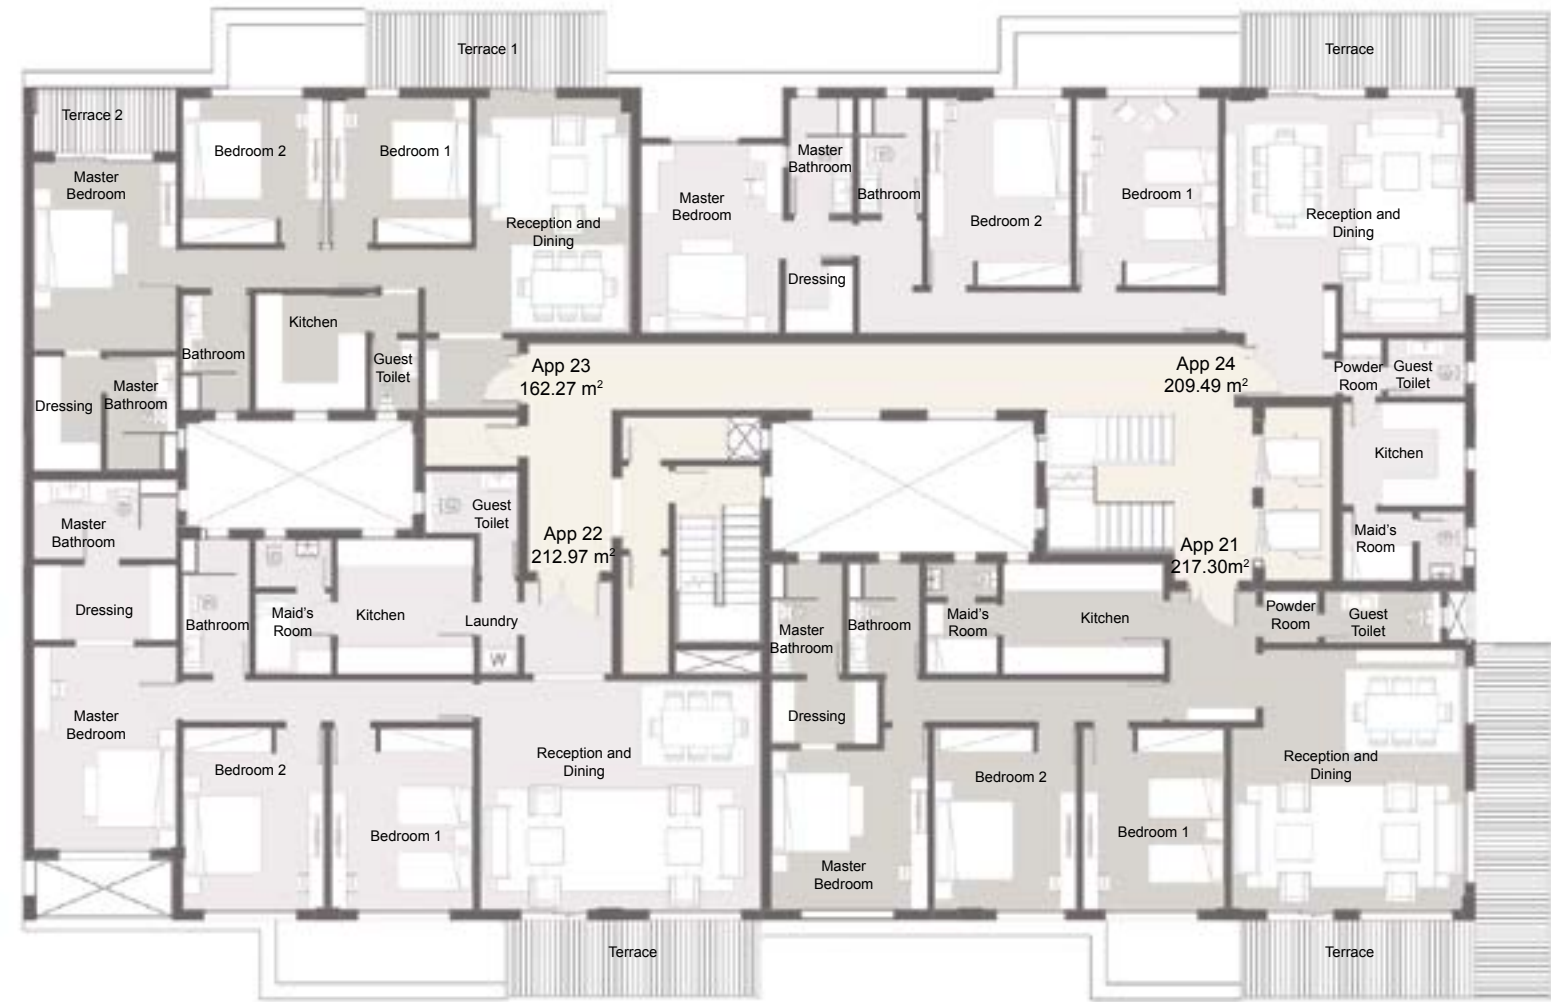 Terrace 1
Terrace
Terrace 2
Bedroom 2
Bedroom 1
Master
Bedroom
Reception and
Dining
Master
Bedroom
Master
Bathroom
Bathroom
Bedroom 2
Bedroom 1
Reception and
Dining
Dressing
Kitchen
Bathroom
Guest
Toilet
Dressing
Master
Bathroom
App 23
162.27 m²
App 24
209.49 m²
Powder
Room
Guest
Toilet
Kitchen
Maid's
Room
Master
Bathroom
Guest
Toilet
App 22
212.97 m²
App 21
217.30m²
Dressing
Bathroom
Maid's
Room
Kitchen
Laundry
W
Master
Bathroom
Bathroom
Maid's
Room
Kitchen
Powder
Room
Guest
Toilet
Master
Bedroom
Dressing
Bedroom 2
Bedroom 1
Reception and
Dining
Master
Bedroom
Bedroom 2
Bedroom 1
Reception and
Dining
Terrace
Terrace